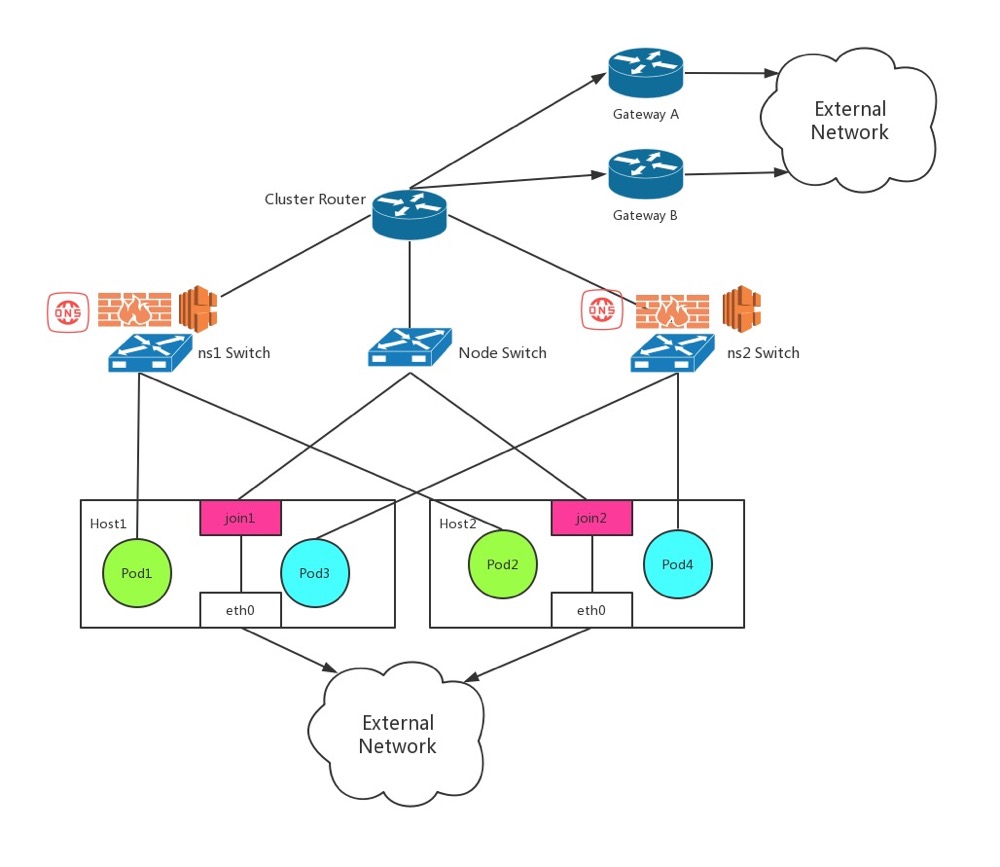 Gateway A
External
Network
Cluster Router
Gateway B
DNS
ns1 Switch
Node Switch
DNS
ns2 Switch
Host1
join1
Pod1
Pod3
eth0
Host2
join2
Pod2
Pod4
eth0
External
Network